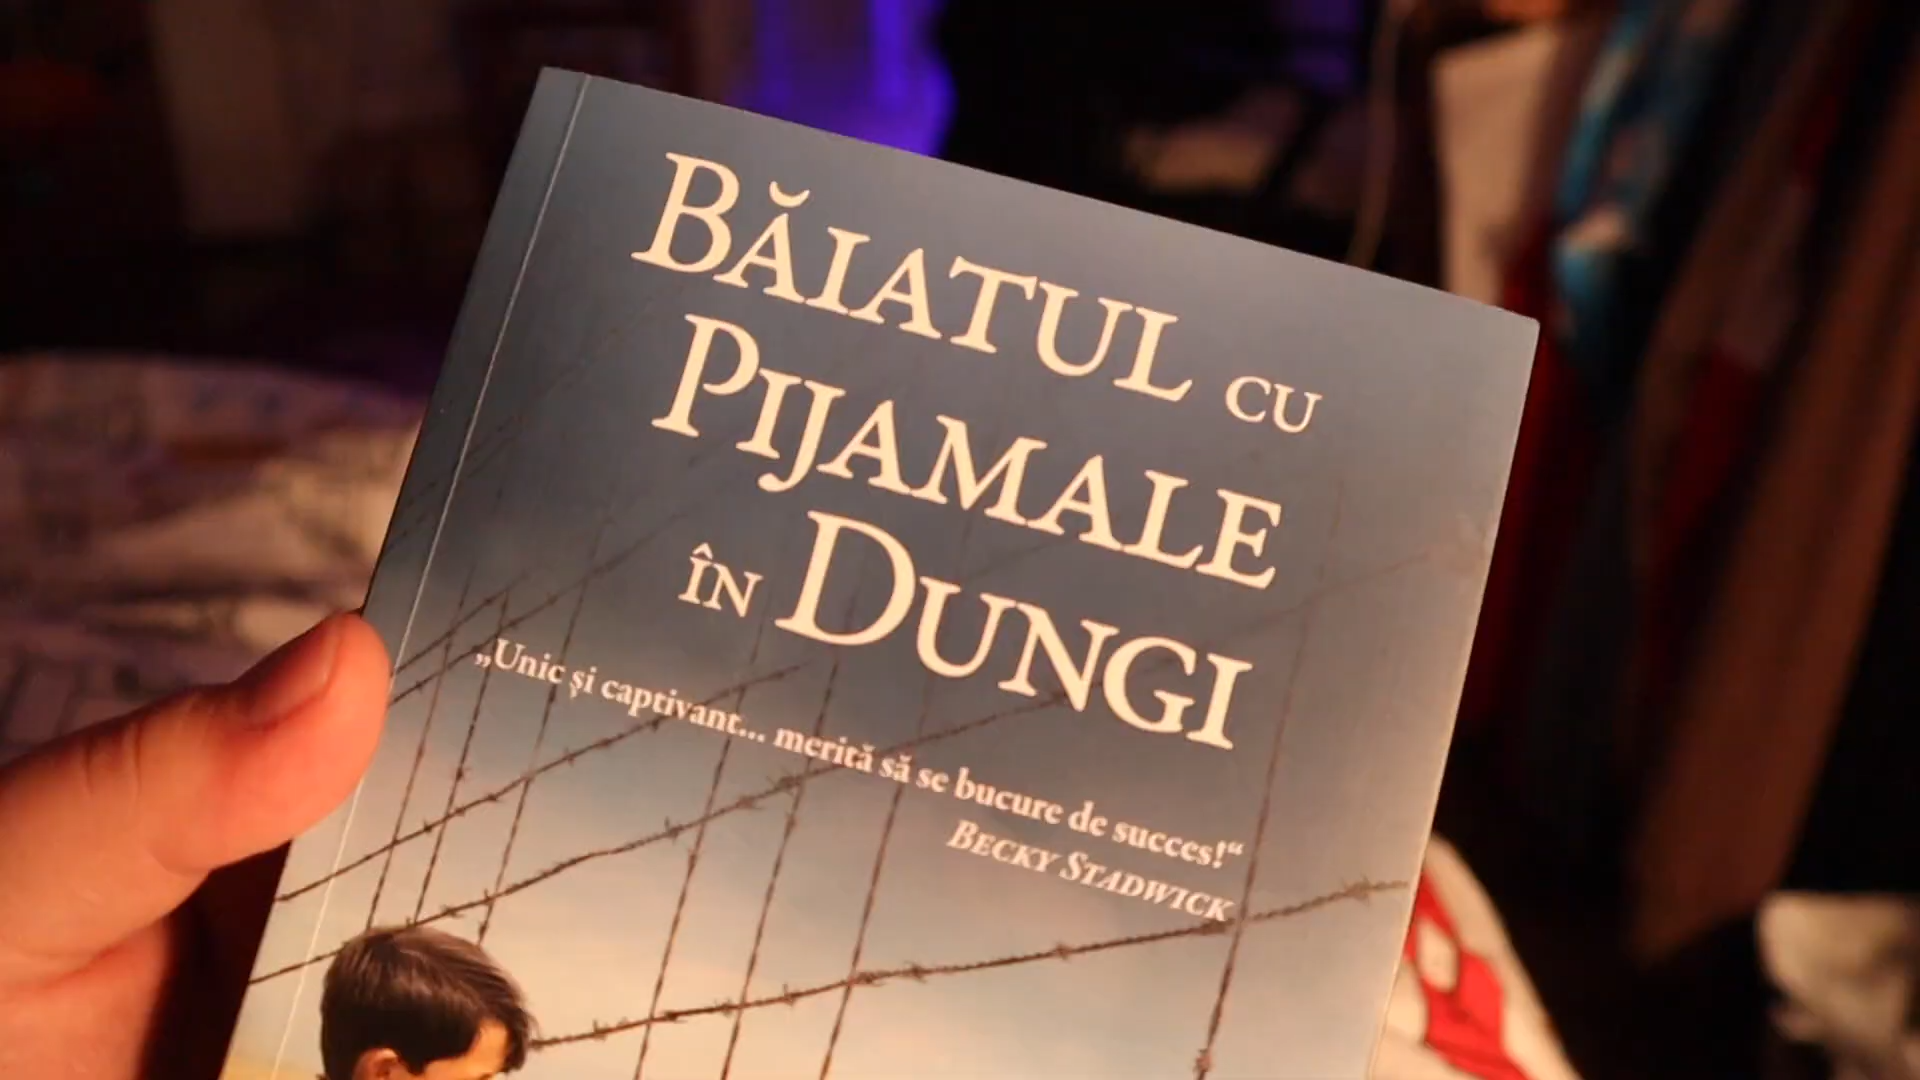 BĂIATUL CU
PIJAMALE
ÎN DUNGI
„Unic și captivant... merită să se bucure de succes!“
BECKY STADWICK